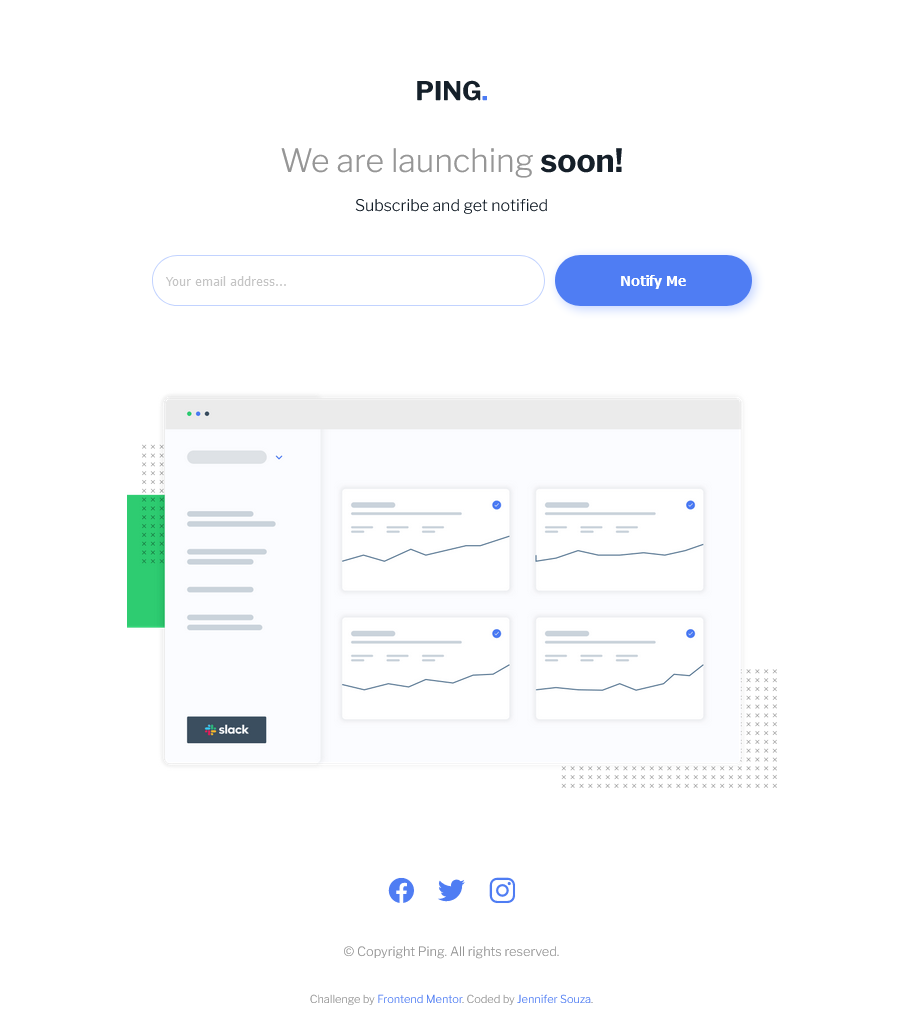 PING.
We are launching soon!
Subscribe and get notified
Your email address...
Notify Me
slack
© Copyright Ping. All rights reserved.
Challenge by Frontend Mentor. Coded by Jennifer Souza.